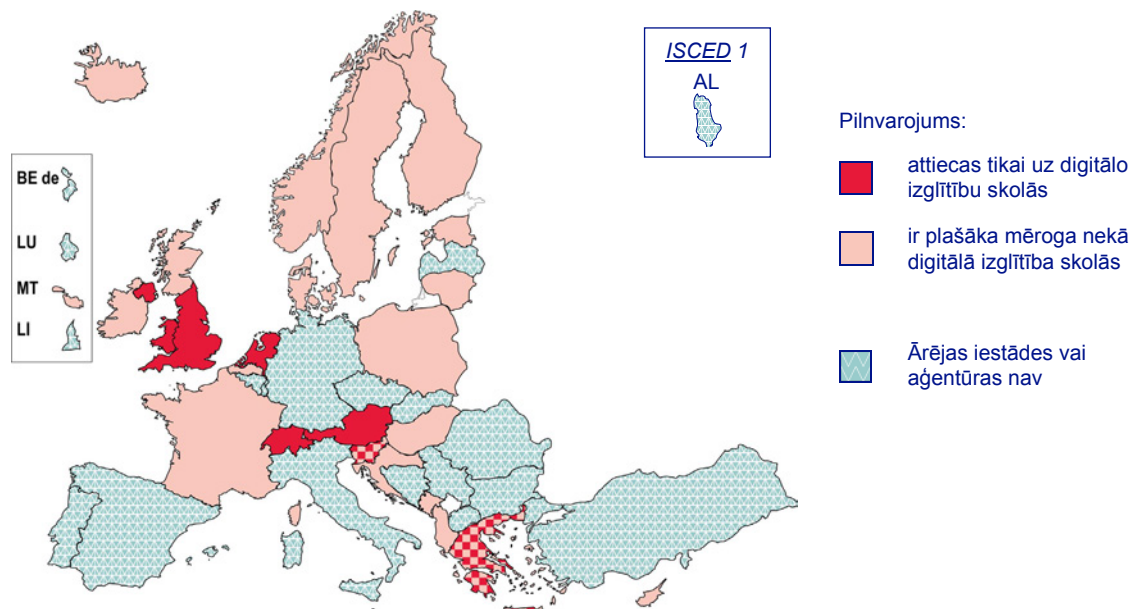 ISCED 1
AL
BE de
LU
MT
LI
Pilnvarojums:
attiecas tikai uz digitālo
izglītību skolās
ir plašāka mēroga nekā
digitālā izglītība skolās
Ārējas iestādes vai
aģentūras nav